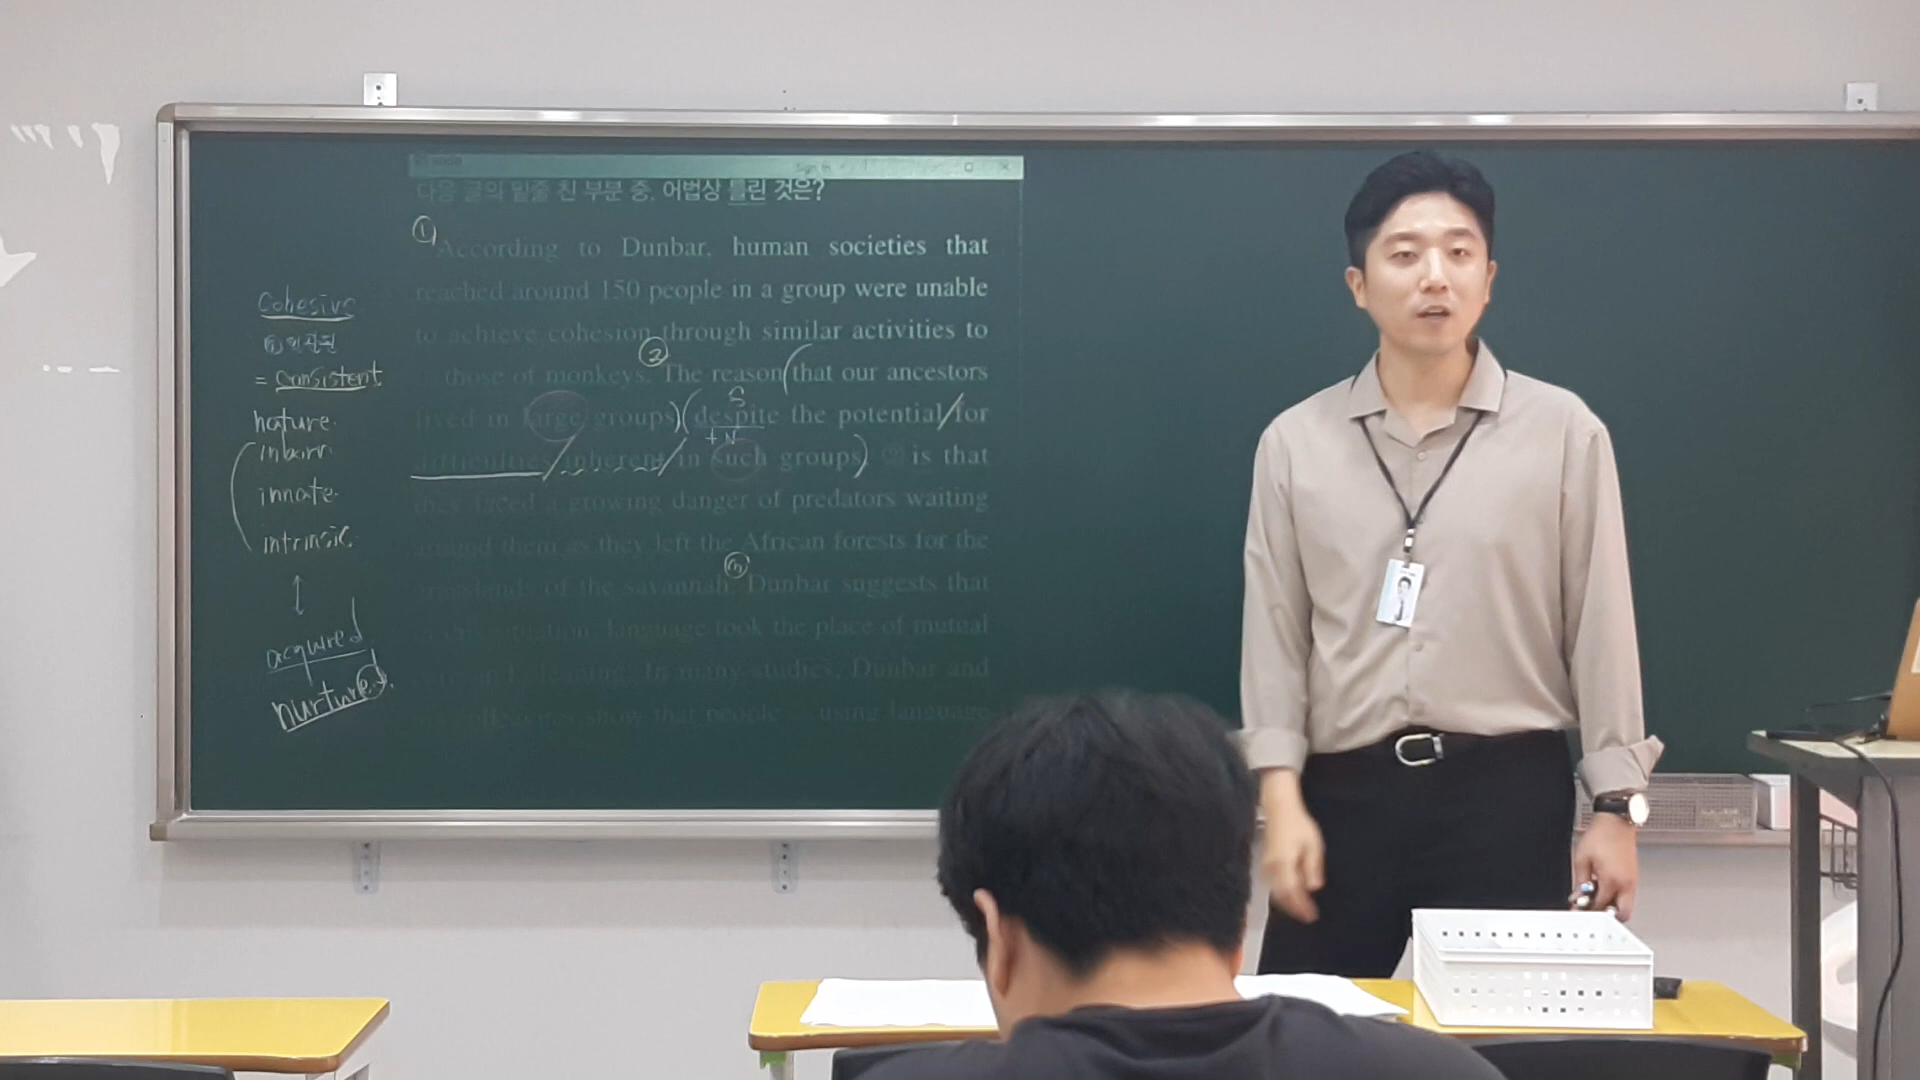 다음 글의 밑줄 친 부분 중, 어법상 틀린 것은?
①
According to Dunbar, human societies that
reached around 150 people in a group were unable
to achieve cohesion through similar activities to
those of monkeys. ② The reason (that our ancestors
lived in large groups) (despite the potential / for
S
+ N
difficulties / inherent / in such groups) is that
they faced a growing danger of predators waiting
around them as they left the African forests for the
grasslands of the savannah. ③ Dunbar suggests that
situation, language took the place of mutual
cleaning. In many studies, Dunbar and
colleagues show that people using language
Cohesive
= Consistent
nature
inborn
innate
intrinsic
↕
acquired
nurtured